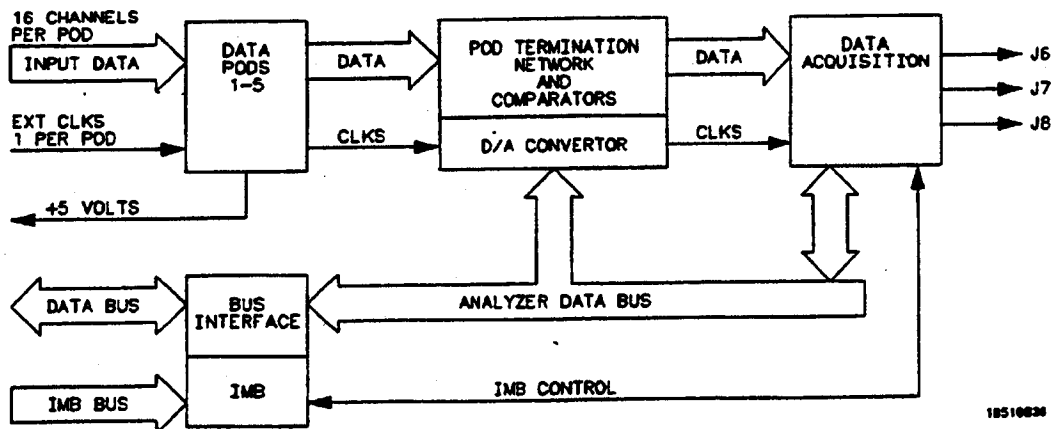 16 CHANNELS
PER POD
INPUT DATA
EXT CLKS
1 PER POD
+5 VOLTS
DATA
PODS
1-5
DATA
CLKS
POD TERMINATION
NETWORK
AND
COMPARATORS
D/A CONVERTOR
DATA
CLKS
DATA
ACQUISITION
J6
J7
J8
DATA BUS
BUS
INTERFACE
ANALYZER DATA BUS
IMB BUS
IMB
IMB CONTROL